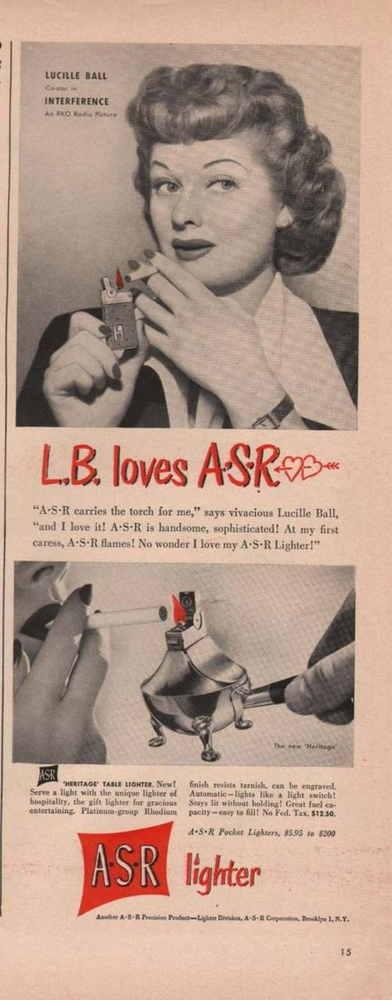 LUCILLE BALL
Co-star in
INTERFERENCE
An RKO Radio Picture
L.B. loves A·S·R
"A·S·R carries the torch for me," says vivacious Lucille Ball,
"and I love it! A·S·R is handsome, sophisticated! At my first
caress, A·S·R flames! No wonder I love my A·S·R Lighter!"
The new 'Heritage'
ASR
'HERITAGE' TABLE LIGHTER. New!
Serve a light with the unique lighter of
hospitality, the gift lighter for gracious
entertaining. Platinum-group Rhodium
finish resists tarnish, can be engraved.
Automatic—lights like a light switch!
Stays lit without holding! Great fuel ca-
pacity—easy to fill! No Fed. Tax. $12.50.
A·S·R Pocket Lighters, $5.95 to $200
A·S·R lighter
Another A·S·R Precision Product—Lighter Division, A·S·R Corporation, Brooklyn 1, N.Y.
15